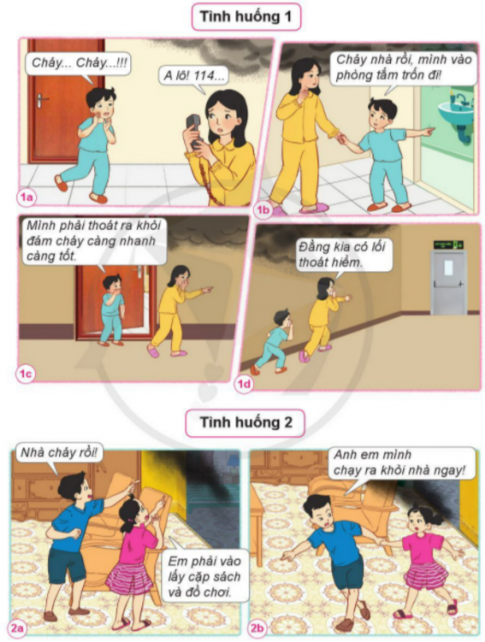 Tình huống 1
Cháy... Cháy...!!!
A lô! 114...
1a
Cháy nhà rồi, mình vào
phòng tắm trốn đi!
1b
Mình phải thoát ra khỏi
đám cháy càng nhanh
càng tốt.
1c
Đằng kia có lối
thoát hiểm.
1d
Tình huống 2
Nhà cháy rồi!
Em phải vào
lấy cặp sách
và đồ chơi.
2a
Anh em mình
chạy ra khỏi nhà ngay!
2b